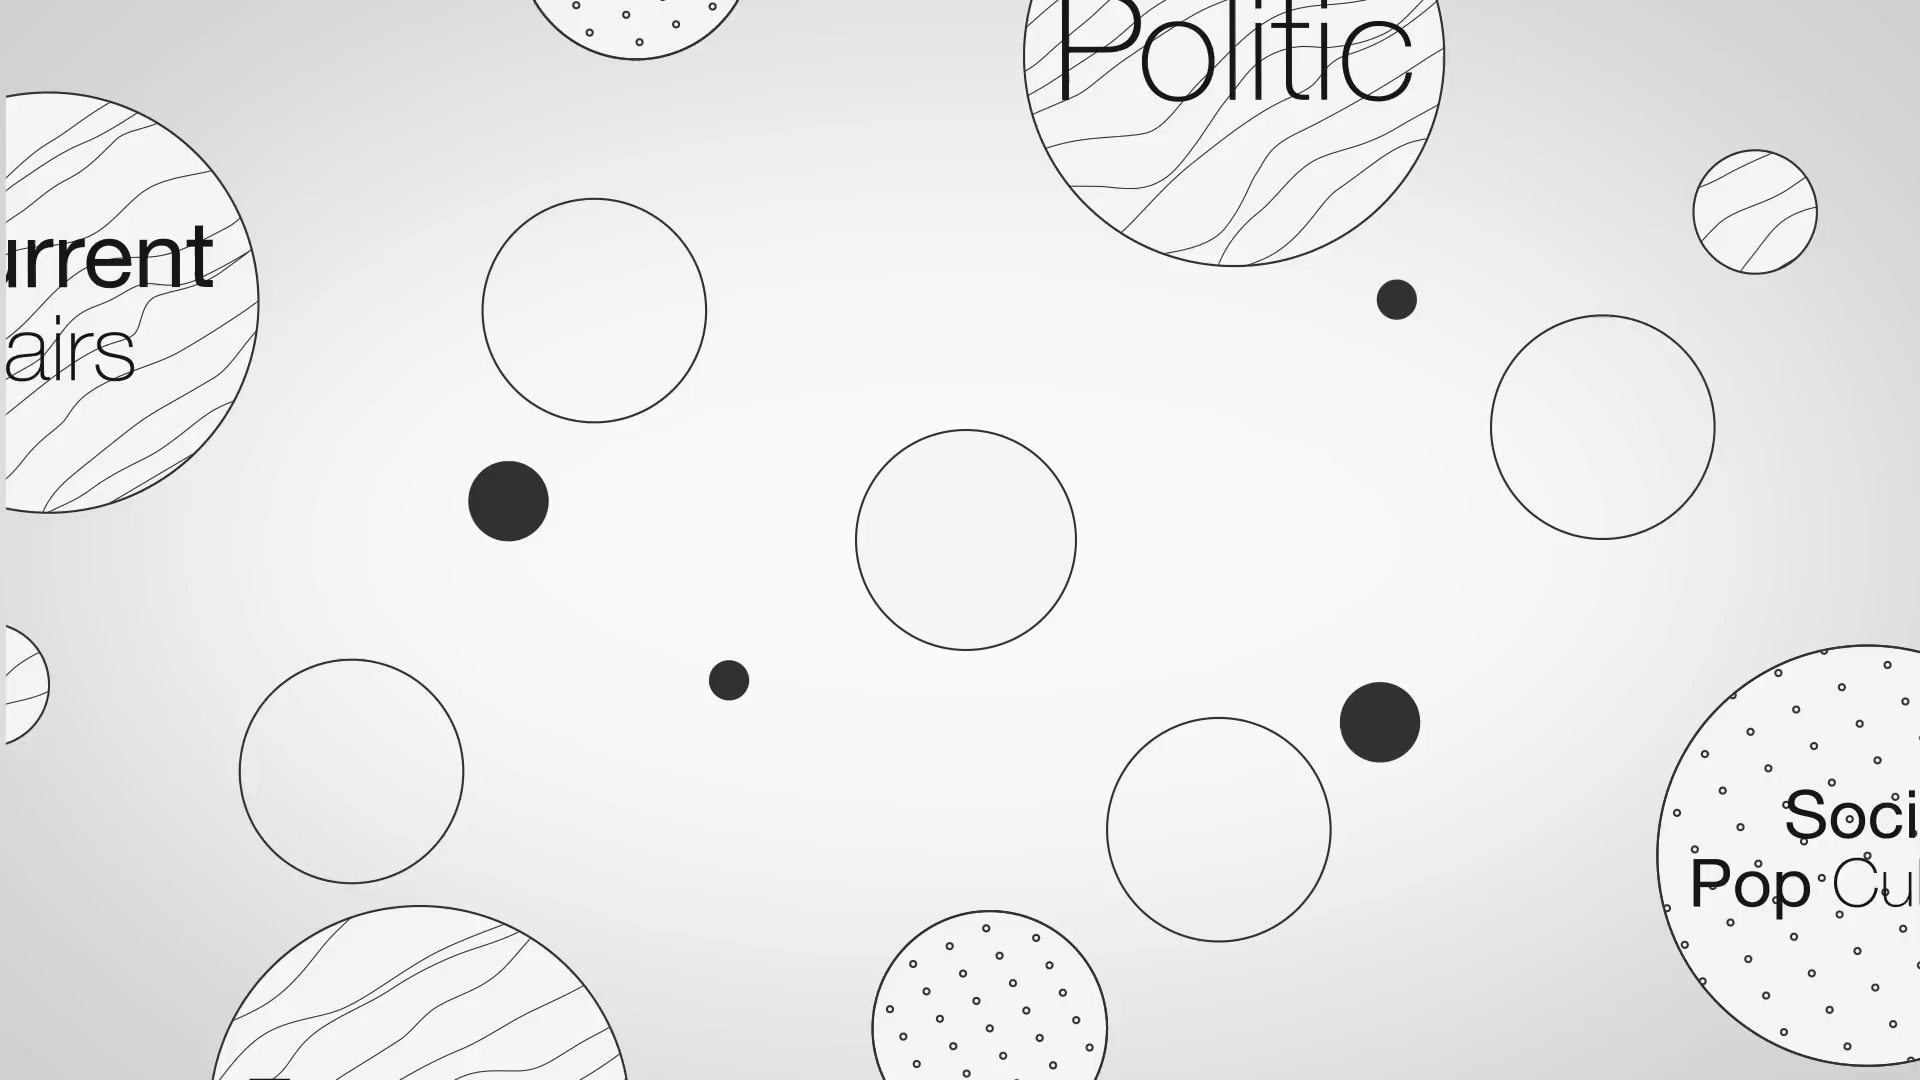 Politic
urrent
airs
Soci
Pop Cul